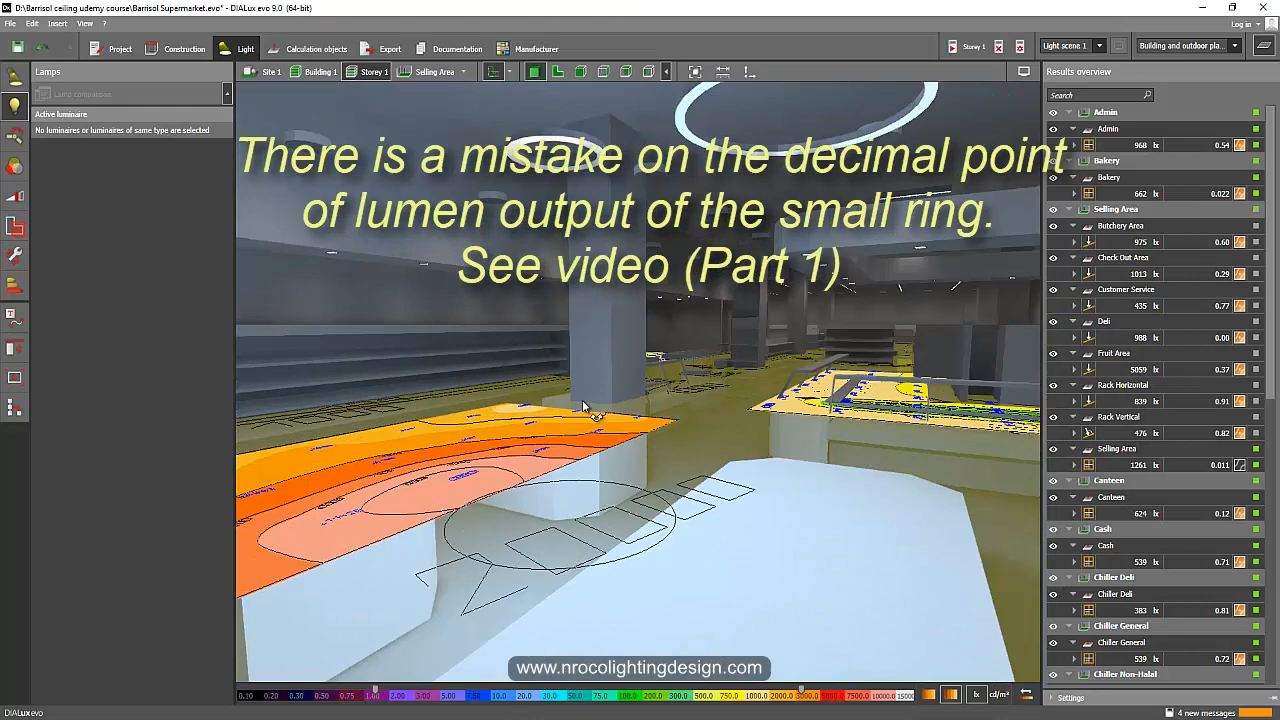 D:\Barrisol ceiling udemy course\Barrisol Supermarket.evo* - DIALux evo 9.0 (64-bit)
File Edit Insert View ?
Log in
Project Construction Light Calculation objects Export Documentation Manufacturer
Storey 1 Light scene 1 Building and outdoor pla...
Lamps
Site 1 Building 1 Storey 1 Selling Area
Results overview
Lamp comparison
Search
Active luminaire
No luminaires or luminaires of same type are selected
There is a mistake on the decimal point
of lumen output of the small ring.
See video (Part 1)
Admin
Admin
968 lx 0.54
Bakery
Bakery
662 lx 0.022
Selling Area
Butchery Area
975 lx 0.60
Check Out Area
1013 lx 0.29
Customer Service
435 lx 0.77
Deli
988 lx 0.00
Fruit Area
5059 lx 0.37
Rack Horizontal
839 lx 0.91
Rack Vertical
476 lx 0.82
Selling Area
1261 lx 0.011
Canteen
Canteen
624 lx 0.12
Cash
Cash
539 lx 0.71
Chiller Deli
Chiller Deli
383 lx 0.81
Chiller General
Chiller General
539 lx 0.72
Chiller Non-Halal
www.nrocolightingdesign.com
0.10 0.20 0.30 0.50 0.75 1.00 2.00 3.00 5.00 7.50 10.0 20.0 30.0 50.0 75.0 100.0 200.0 300.0 500.0 750.0 1000.0 2000.0 3000.0 5000.0 7500.0 10000.0 15000 lx cd/m²
Settings
DIALuxevo
4 new messages